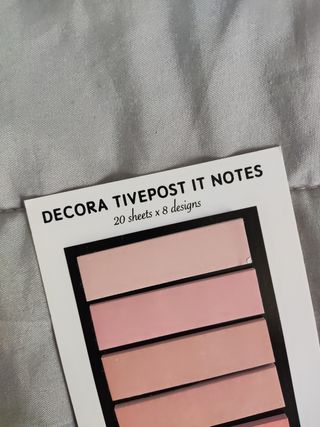 DECORA TIVEPOST IT NOTES
20 sheets x 8 designs